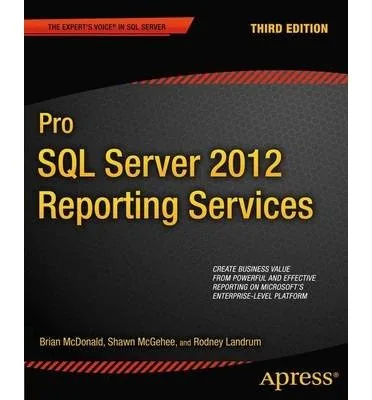 THE EXPERT'S VOICE® IN SQL SERVER
THIRD EDITION
Pro
SQL Server 2012
Reporting Services
CREATE BUSINESS VALUE
FROM POWERFUL AND EFFECTIVE
REPORTING ON MICROSOFT'S
ENTERPRISE-LEVEL PLATFORM
Brian McDonald, Shawn McGehee, and Rodney Landrum
Apress®